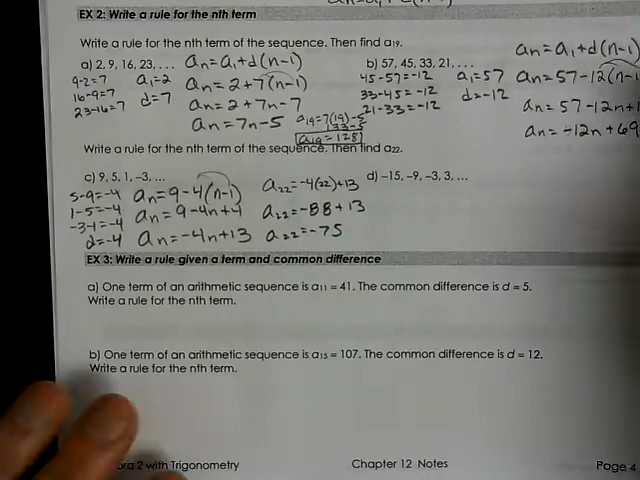 EX 2: Write a rule for the nth term
Write a rule for the nth term of the sequence. Then find a₁₉.
a) 2, 9, 16, 23, . . .
aₙ = a₁ + d(n-1)
9-2=7
16-9=7
23-16=7
a₁=2
d=7
aₙ = 2+7(n-1)
aₙ = 2+7n-7
aₙ = 7n-5
a₁₉=7(19)-5
133-5
a₁₉=128
b) 57, 45, 33, 21, . . .
aₙ = a₁ + d(n-1)
45-57=-12
33-45=-12
21-33=-12
a₁=57
d=-12
aₙ=57-12(n-
aₙ=57-12n+1
aₙ=-12n+69
Write a rule for the nth term of the sequence. Then find a₂₂.
c) 9, 5, 1, -3, ...
5-9=-4
1-5=-4
-3-1=-4
d=-4
aₙ=9-4(n-1)
aₙ=9-4n+4
aₙ=-4n+13
a₂₂=-4(22)+13
a₂₂=-88+13
a₂₂=-75
d) -15, -9, -3, 3, ...
EX 3: Write a rule given a term and common difference
a) One term of an arithmetic sequence is a₁₁ = 41. The common difference is d = 5.
Write a rule for the nth term.
b) One term of an arithmetic sequence is a₁₅ = 107. The common difference is d = 12.
Write a rule for the nth term.
bra 2 with Trigonometry
Chapter 12 Notes
Page 4